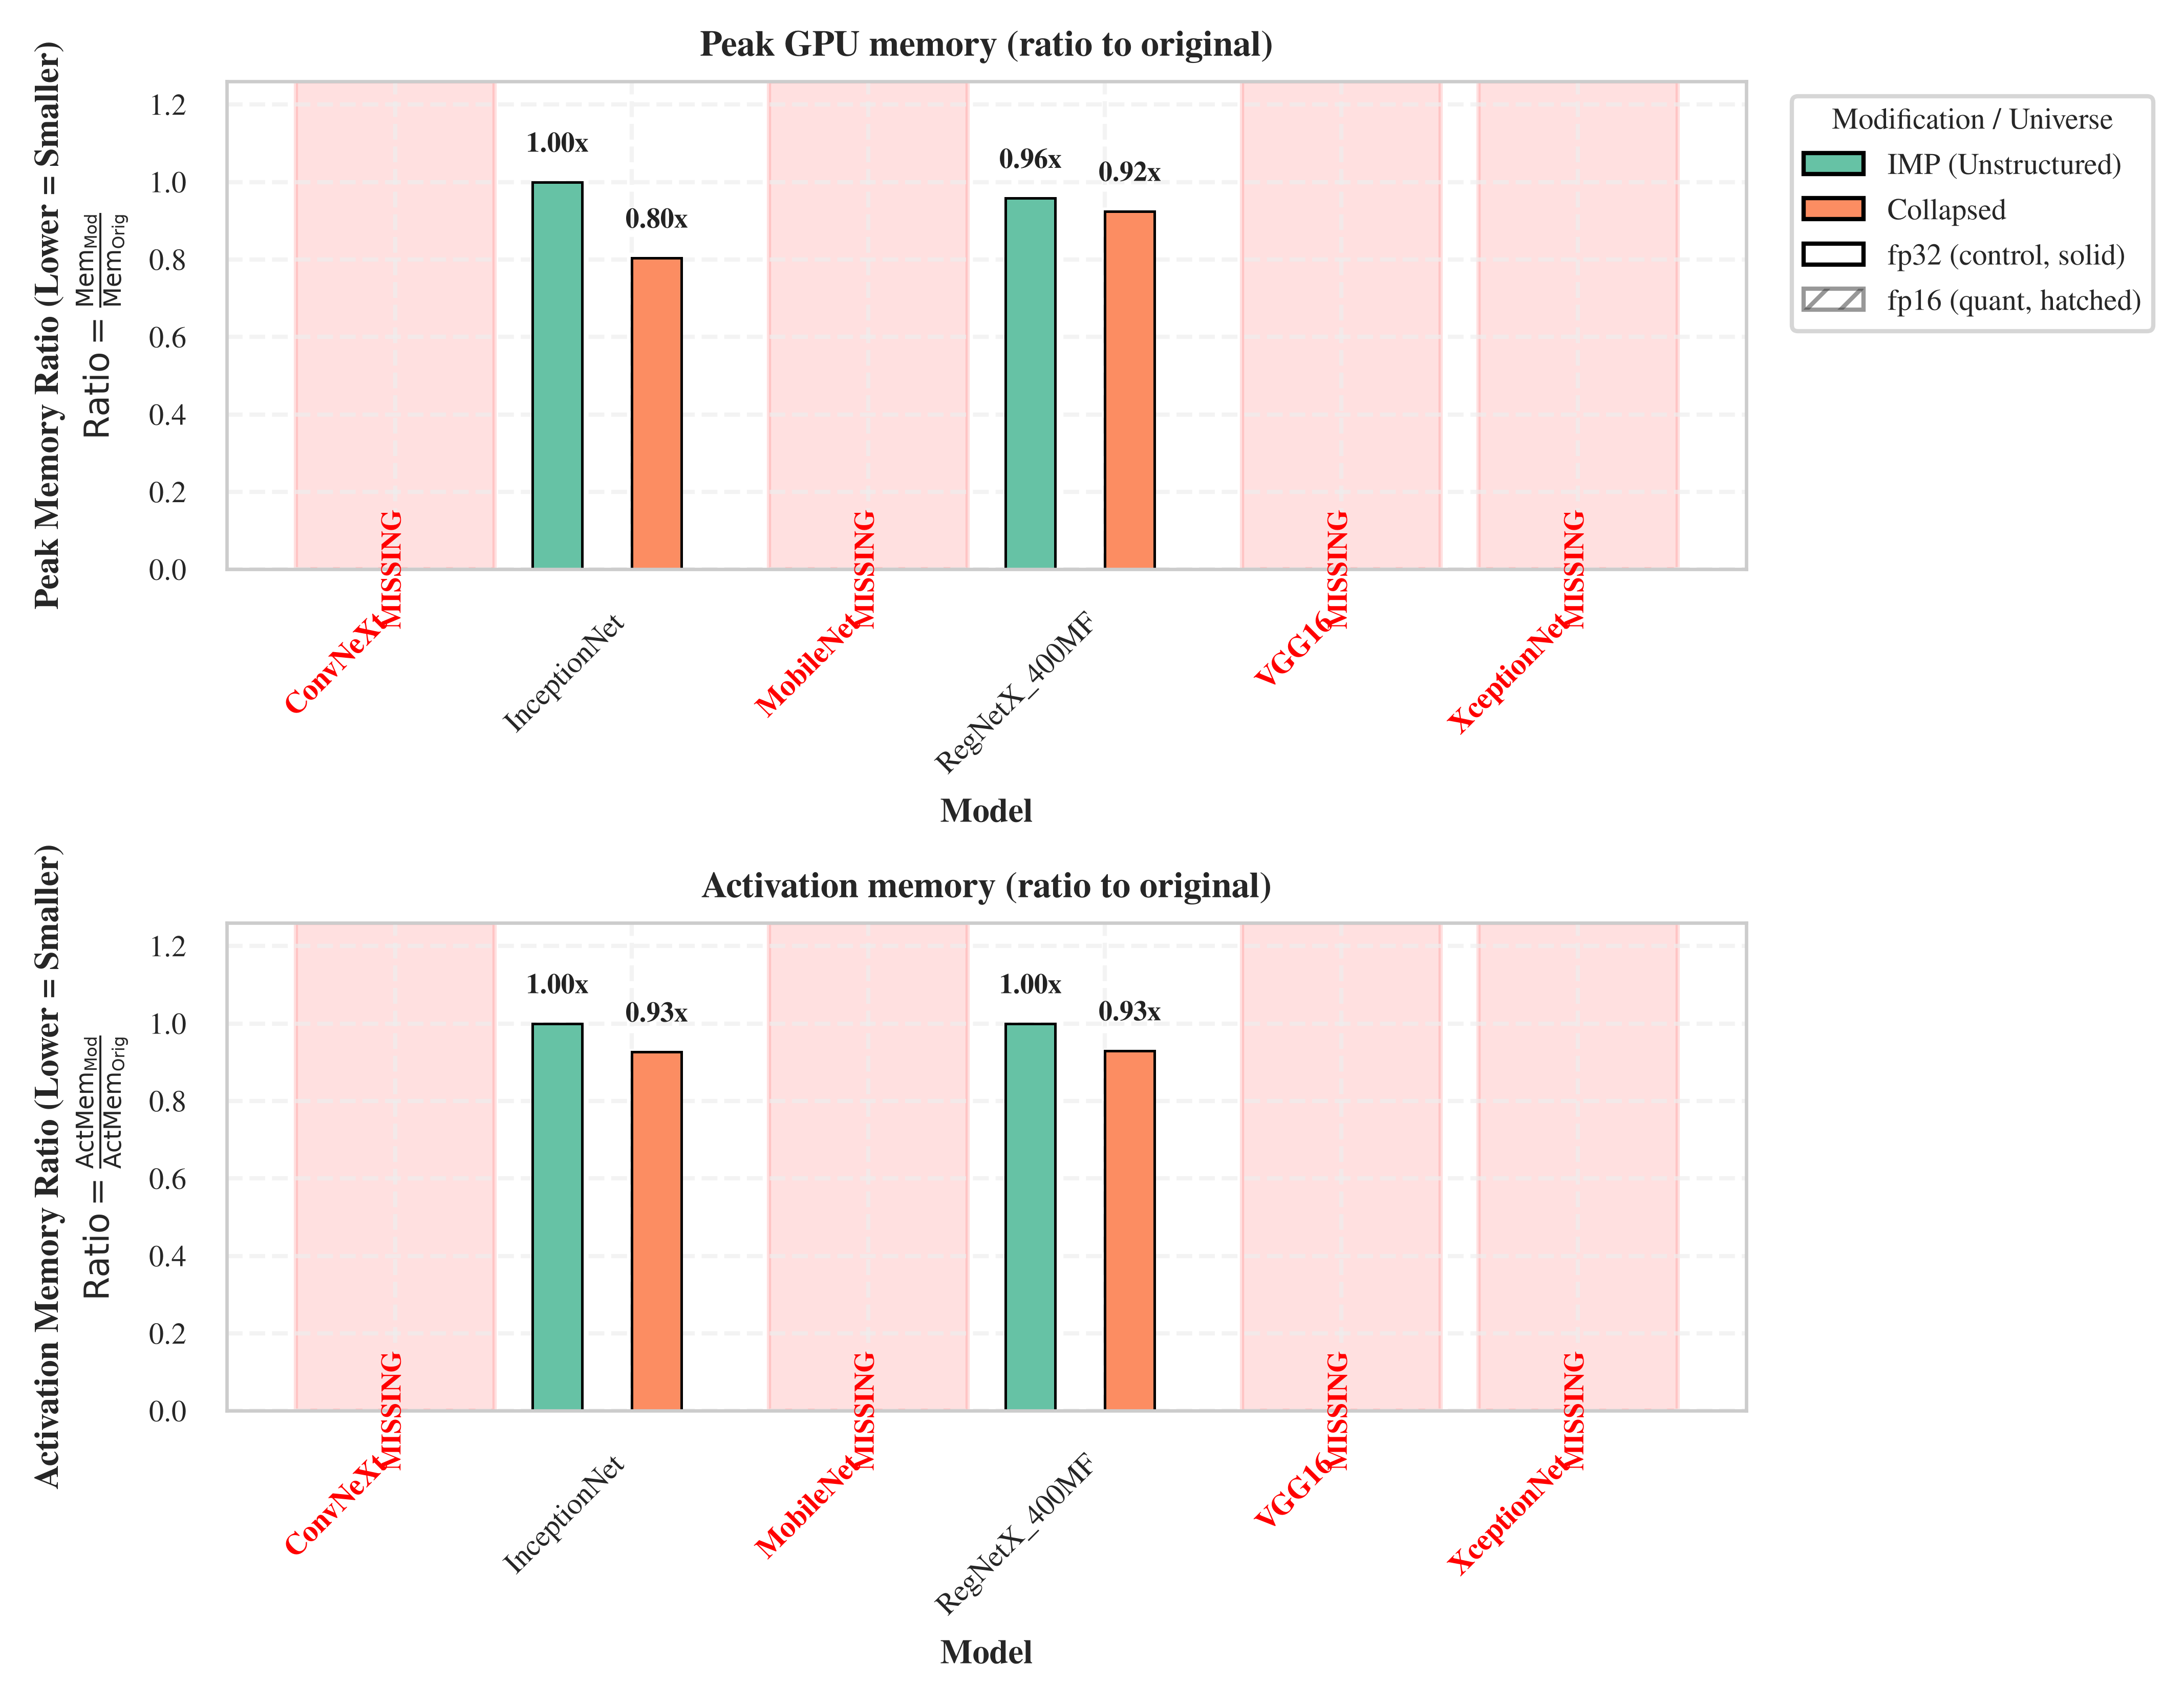 Peak GPU memory (ratio to original)
Peak Memory Ratio (Lower = Smaller)
Ratio = Mem_Mod / Mem_Orig
1.2
1.0
0.8
0.6
0.4
0.2
0.0
1.00x
0.80x
0.96x
0.92x
MISSING
MISSING
MISSING
MISSING
ConvNeXt
InceptionNet
MobileNet
RegNetX_400MF
VGG16
XceptionNet
Model
Modification / Universe
IMP (Unstructured)
Collapsed
fp32 (control, solid)
fp16 (quant, hatched)
Activation memory (ratio to original)
Activation Memory Ratio (Lower = Smaller)
Ratio = ActMem_Mod / ActMem_Orig
1.2
1.0
0.8
0.6
0.4
0.2
0.0
1.00x
0.93x
1.00x
0.93x
MISSING
MISSING
MISSING
MISSING
ConvNeXt
InceptionNet
MobileNet
RegNetX_400MF
VGG16
XceptionNet
Model